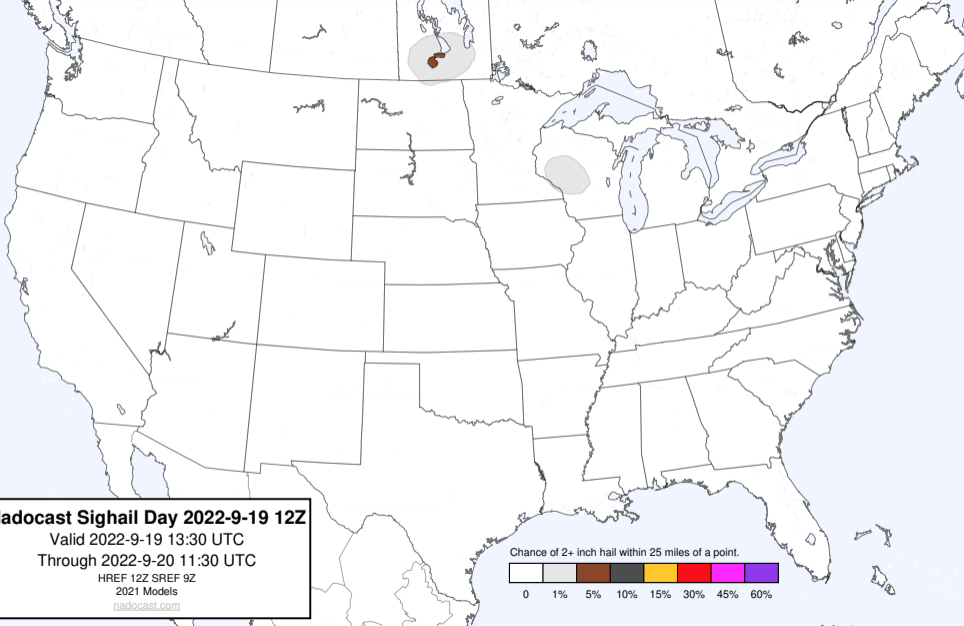 adocast Sighail Day 2022-9-19 12Z
Valid 2022-9-19 13:30 UTC
Through 2022-9-20 11:30 UTC
HREF 12Z SREF 9Z
2021 Models
nadocast.com
Chance of 2+ inch hail within 25 miles of a point.
0 1% 5% 10% 15% 30% 45% 60%